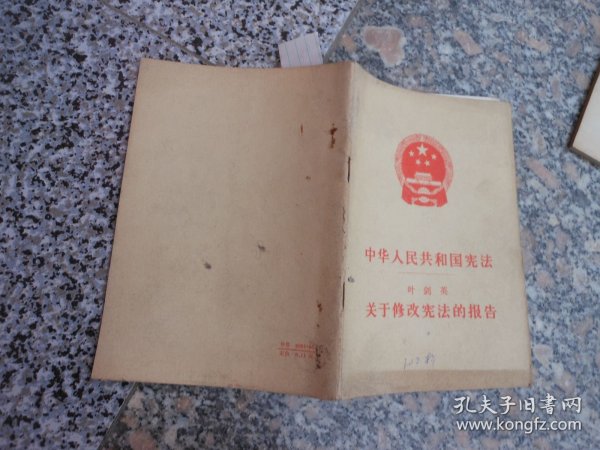 中华人民共和国宪法
叶剑英
关于修改宪法的报告
孔夫子旧書网
www.kongfz.com